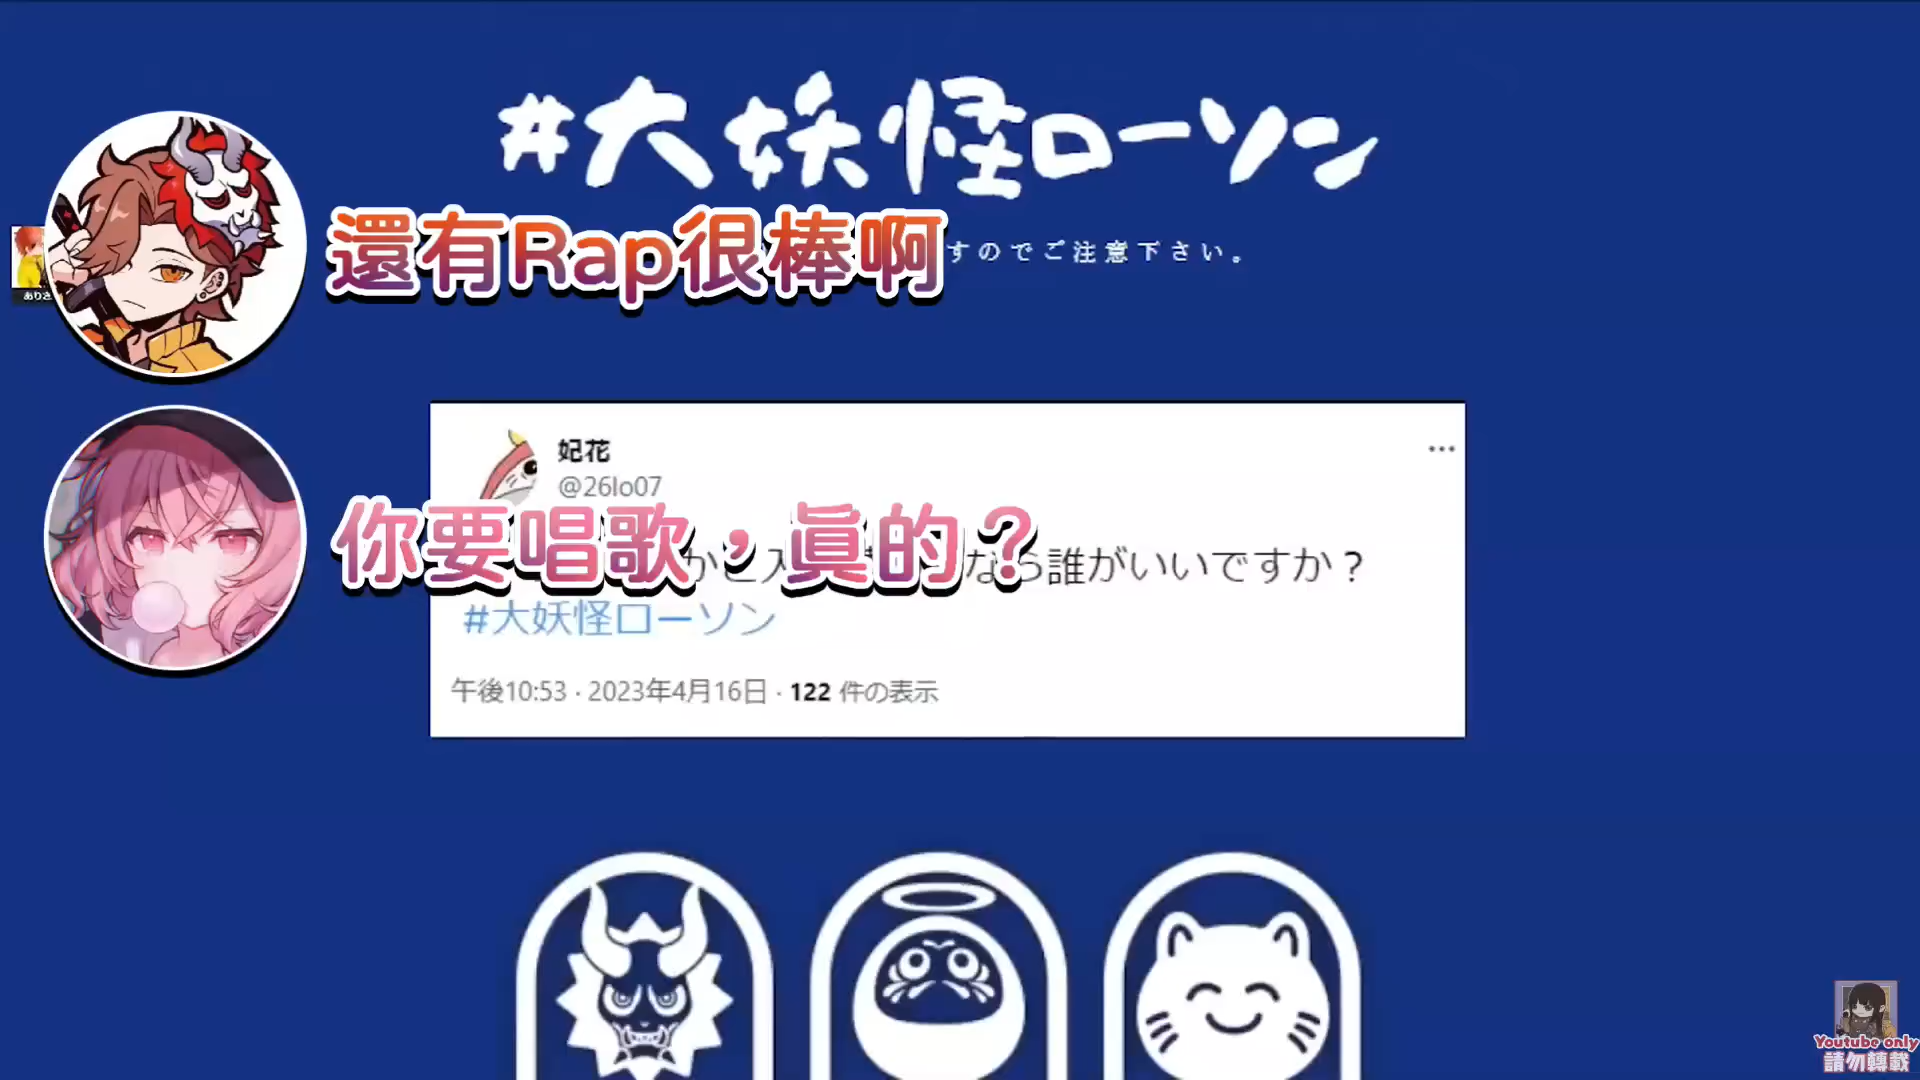 #大妖怪ローソン
還有Rap很棒啊
すのでご注意下さい。
妃花
@26lo07
你要唱歌，真的？
なら誰がいいですか？
#大妖怪ローソン
午後10:53 · 2023年4月16日 · 122 件の表示
Youtube only
請勿轉載